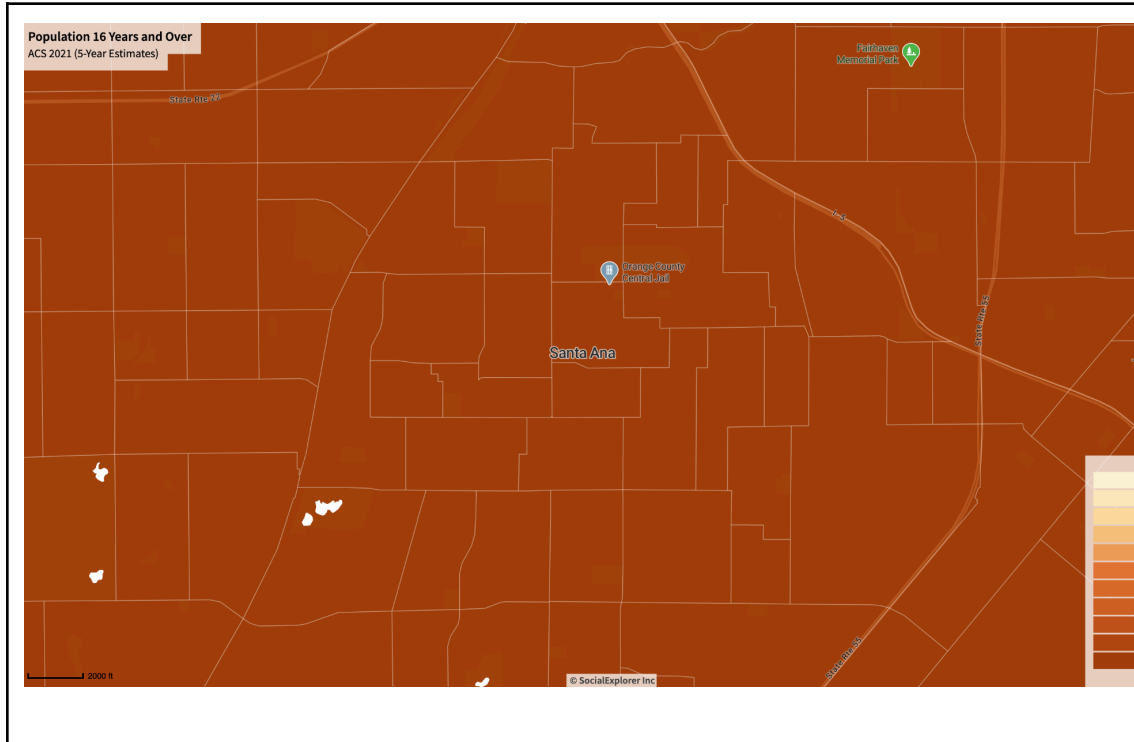 Population 16 Years and Over
ACS 2021 (5-Year Estimates)
Fairhaven
Memorial Park
State Rte 22
I- 5
Orange County
Central Jail
State Rte 55
Santa Ana
State Rte 55
2000 ft
© SocialExplorer Inc